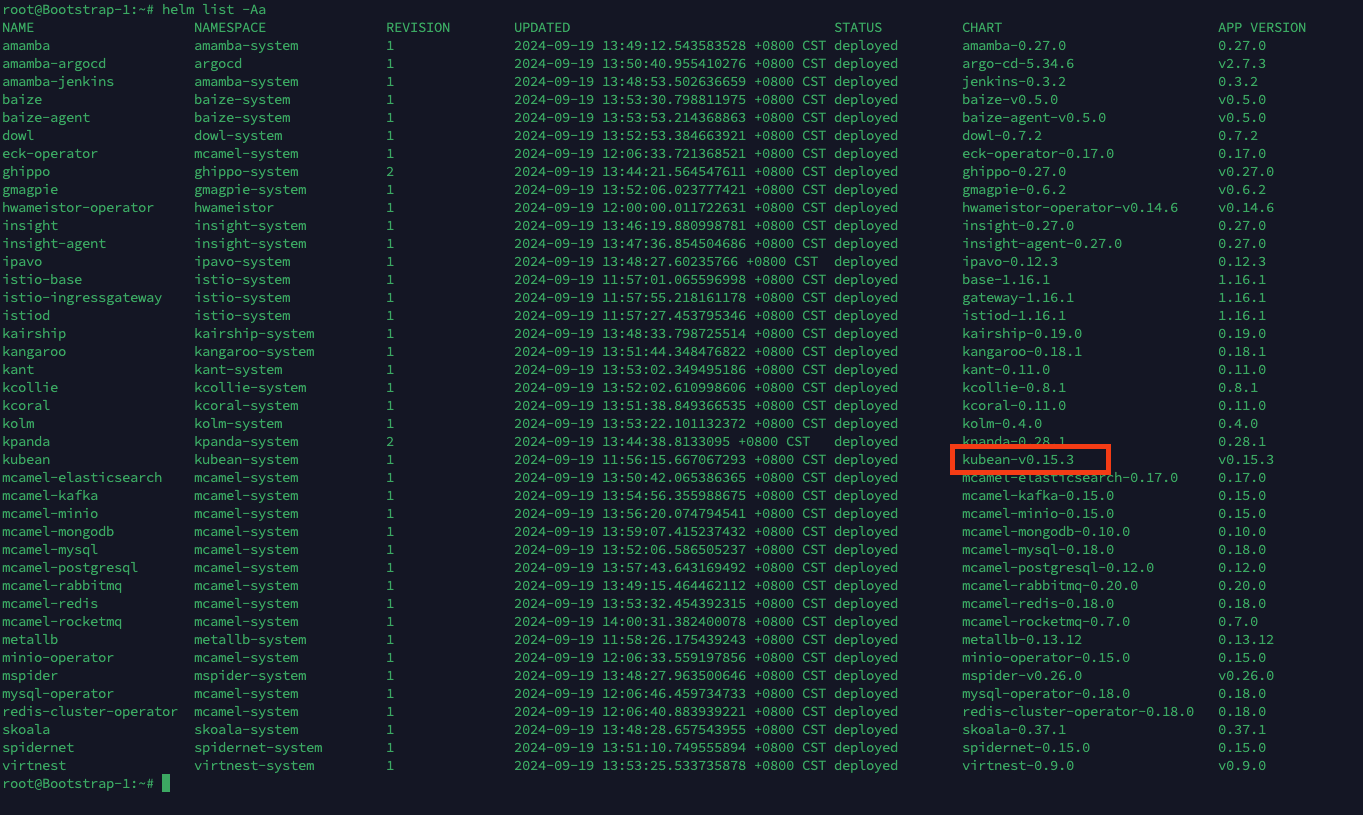 root@Bootstrap-1:~# helm list -Aa
NAME NAMESPACE REVISION UPDATED STATUS CHART APP VERSION
amamba amamba-system 1 2024-09-19 13:49:12.543583528 +0800 CST deployed amamba-0.27.0 0.27.0
amamba-argocd argocd 1 2024-09-19 13:50:40.955410276 +0800 CST deployed argo-cd-5.34.6 v2.7.3
amamba-jenkins amamba-system 1 2024-09-19 13:48:53.502636659 +0800 CST deployed jenkins-0.3.2 0.3.2
baize baize-system 1 2024-09-19 13:53:30.798811975 +0800 CST deployed baize-v0.5.0 v0.5.0
baize-agent baize-system 1 2024-09-19 13:53:53.214368863 +0800 CST deployed baize-agent-v0.5.0 v0.5.0
dowl dowl-system 1 2024-09-19 13:52:53.384663921 +0800 CST deployed dowl-0.7.2 0.7.2
eck-operator mcamel-system 1 2024-09-19 12:06:33.721368521 +0800 CST deployed eck-operator-0.17.0 0.17.0
ghippo ghippo-system 2 2024-09-19 13:44:21.564547611 +0800 CST deployed ghippo-0.27.0 v0.27.0
gmagpie gmagpie-system 1 2024-09-19 13:52:06.023777421 +0800 CST deployed gmagpie-0.6.2 v0.6.2
hwameistor-operator hwameistor 1 2024-09-19 12:00:00.011722631 +0800 CST deployed hwameistor-operator-v0.14.6 v0.14.6
insight insight-system 1 2024-09-19 13:46:19.880998781 +0800 CST deployed insight-0.27.0 0.27.0
insight-agent insight-system 1 2024-09-19 13:47:36.854504686 +0800 CST deployed insight-agent-0.27.0 0.27.0
ipavo ipavo-system 1 2024-09-19 13:48:27.60235766 +0800 CST deployed ipavo-0.12.3 0.12.3
istio-base istio-system 1 2024-09-19 11:57:01.065596998 +0800 CST deployed base-1.16.1 1.16.1
istio-ingressgateway istio-system 1 2024-09-19 11:57:55.218161178 +0800 CST deployed gateway-1.16.1 1.16.1
istiod istio-system 1 2024-09-19 11:57:27.453795346 +0800 CST deployed istiod-1.16.1 1.16.1
kairship kairship-system 1 2024-09-19 13:48:33.798725514 +0800 CST deployed kairship-0.19.0 0.19.0
kangaroo kangaroo-system 1 2024-09-19 13:51:44.348476822 +0800 CST deployed kangaroo-0.18.1 0.18.1
kant kant-system 1 2024-09-19 13:53:02.349495186 +0800 CST deployed kant-0.11.0 0.11.0
kcollie kcollie-system 1 2024-09-19 13:52:02.610998606 +0800 CST deployed kcollie-0.8.1 0.8.1
kcoral kcoral-system 1 2024-09-19 13:51:38.849366535 +0800 CST deployed kcoral-0.11.0 0.11.0
kolm kolm-system 1 2024-09-19 13:53:22.101132372 +0800 CST deployed kolm-0.4.0 0.4.0
kpanda kpanda-system 2 2024-09-19 13:44:38.8133095 +0800 CST deployed kpanda-0.28.1 0.28.1
kubean kubean-system 1 2024-09-19 11:56:15.667067293 +0800 CST deployed kubean-v0.15.3 v0.15.3
mcamel-elasticsearch mcamel-system 1 2024-09-19 13:50:42.065386365 +0800 CST deployed mcamel-elasticsearch-0.17.0 0.17.0
mcamel-kafka mcamel-system 1 2024-09-19 13:54:56.355988675 +0800 CST deployed mcamel-kafka-0.15.0 0.15.0
mcamel-minio mcamel-system 1 2024-09-19 13:56:20.074794541 +0800 CST deployed mcamel-minio-0.15.0 0.15.0
mcamel-mongodb mcamel-system 1 2024-09-19 13:59:07.415237432 +0800 CST deployed mcamel-mongodb-0.10.0 0.10.0
mcamel-mysql mcamel-system 1 2024-09-19 13:52:06.586505237 +0800 CST deployed mcamel-mysql-0.18.0 0.18.0
mcamel-postgresql mcamel-system 1 2024-09-19 13:57:43.643169492 +0800 CST deployed mcamel-postgresql-0.12.0 0.12.0
mcamel-rabbitmq mcamel-system 1 2024-09-19 13:49:15.464462112 +0800 CST deployed mcamel-rabbitmq-0.20.0 0.20.0
mcamel-redis mcamel-system 1 2024-09-19 13:53:32.454392315 +0800 CST deployed mcamel-redis-0.18.0 0.18.0
mcamel-rocketmq mcamel-system 1 2024-09-19 14:00:31.382400078 +0800 CST deployed mcamel-rocketmq-0.7.0 0.7.0
metallb metallb-system 1 2024-09-19 11:58:26.175439243 +0800 CST deployed metallb-0.13.12 0.13.12
minio-operator mcamel-system 1 2024-09-19 12:06:33.559197856 +0800 CST deployed minio-operator-0.15.0 0.15.0
mspider mspider-system 1 2024-09-19 13:48:27.963500646 +0800 CST deployed mspider-v0.26.0 v0.26.0
mysql-operator mcamel-system 1 2024-09-19 12:06:46.459734733 +0800 CST deployed mysql-operator-0.18.0 0.18.0
redis-cluster-operator mcamel-system 1 2024-09-19 12:06:40.883939221 +0800 CST deployed redis-cluster-operator-0.18.0 0.18.0
skoala skoala-system 1 2024-09-19 13:48:28.657543955 +0800 CST deployed skoala-0.37.1 0.37.1
spidernet spidernet-system 1 2024-09-19 13:51:10.749555894 +0800 CST deployed spidernet-0.15.0 0.15.0
virtnest virtnest-system 1 2024-09-19 13:53:25.533735878 +0800 CST deployed virtnest-0.9.0 v0.9.0
root@Bootstrap-1:~#